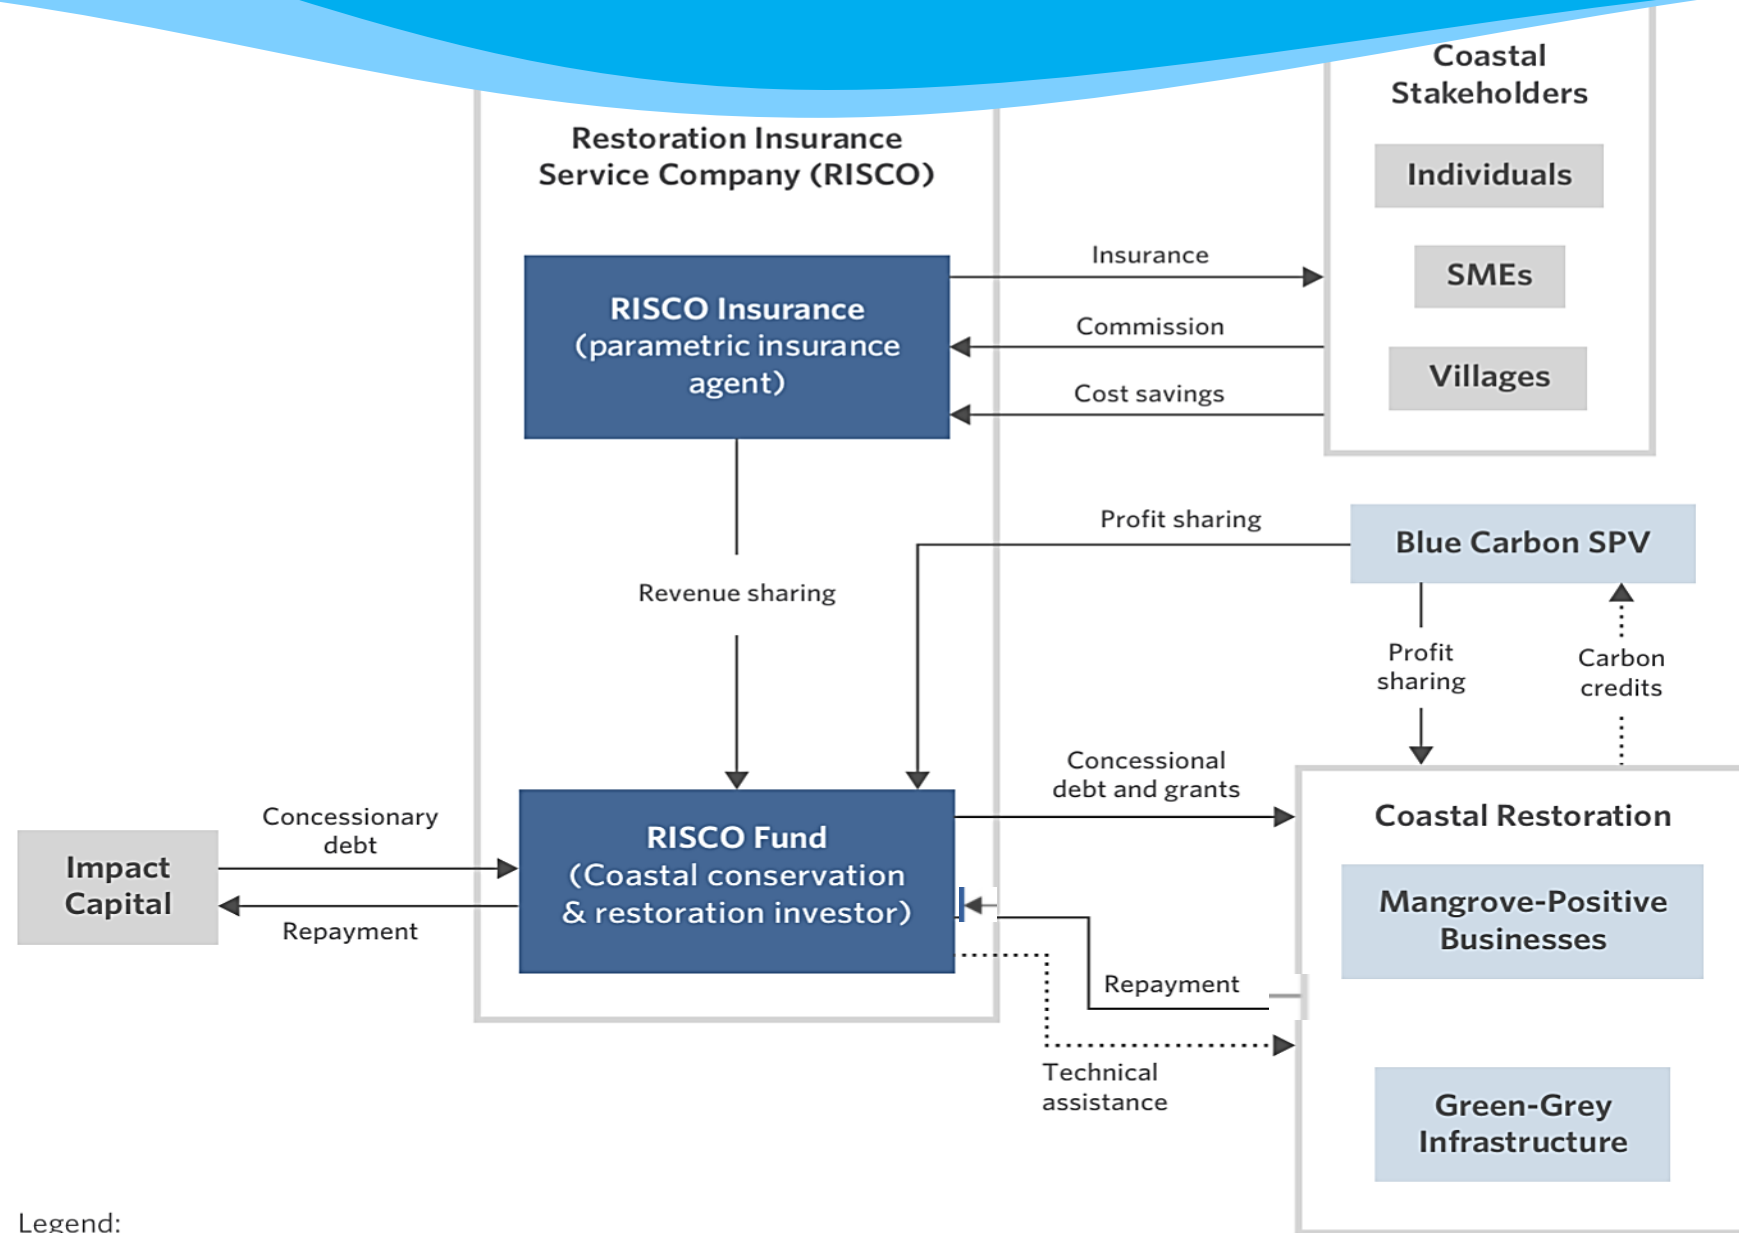 Coastal
Stakeholders
Restoration Insurance
Service Company (RISCO)
Individuals
Insurance
SMEs
RISCO Insurance
(parametric insurance
agent)
Commission
Villages
Cost savings
Profit sharing
Blue Carbon SPV
Revenue sharing
Profit
sharing
Carbon
credits
Concessional
debt and grants
Coastal Restoration
Concessionary
debt
RISCO Fund
(Coastal conservation
& restoration investor)
Impact
Capital
Repayment
Mangrove-Positive
Businesses
Repayment
Technical
assistance
Green-Grey
Infrastructure
Legend: